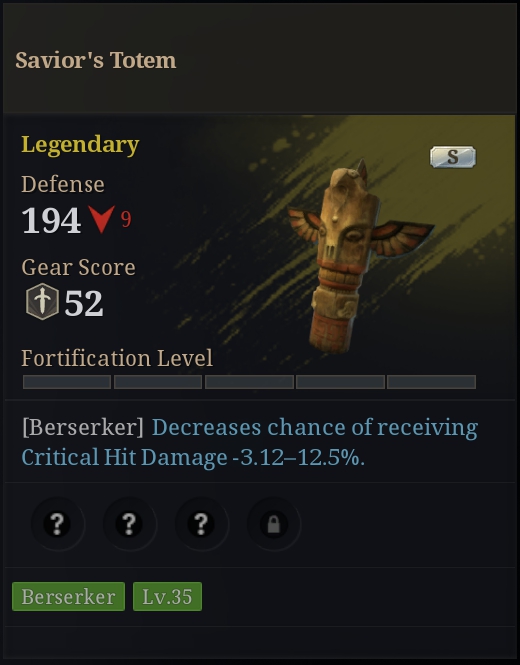 Savior's Totem
Legendary
S
Defense
194 9
Gear Score
52
Fortification Level
[Berserker] Decreases chance of receiving
Critical Hit Damage -3.12–12.5%.
? ? ?
Berserker Lv.35